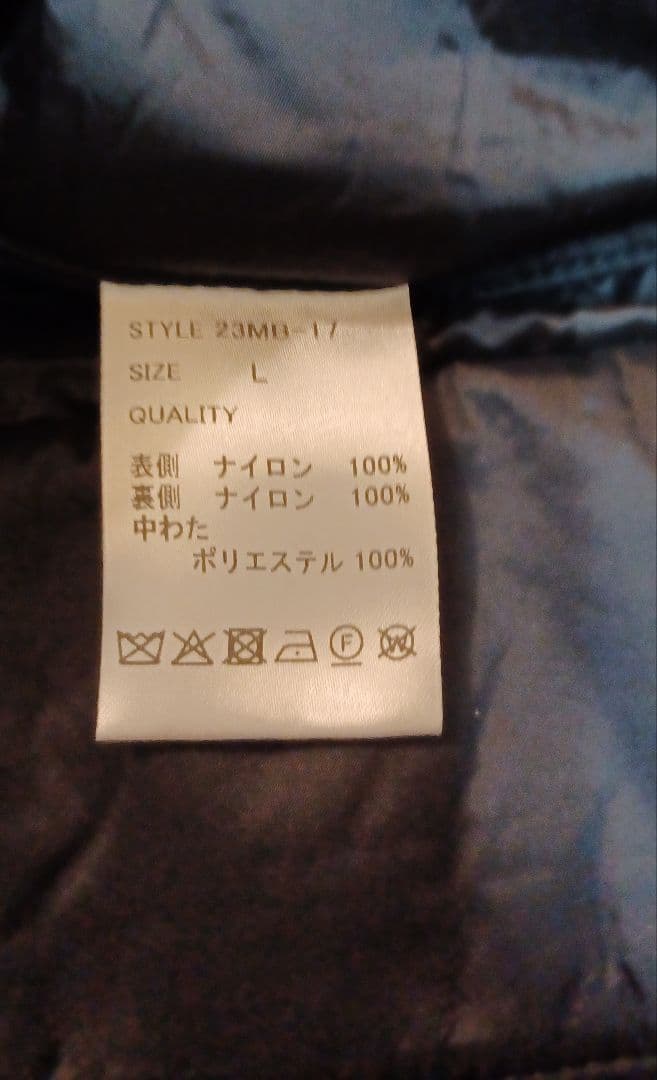 STYLE 23MB-17
SIZE L
QUALITY
表側 ナイロン 100%
裏側 ナイロン 100%
中わた
ポリエステル 100%
F W